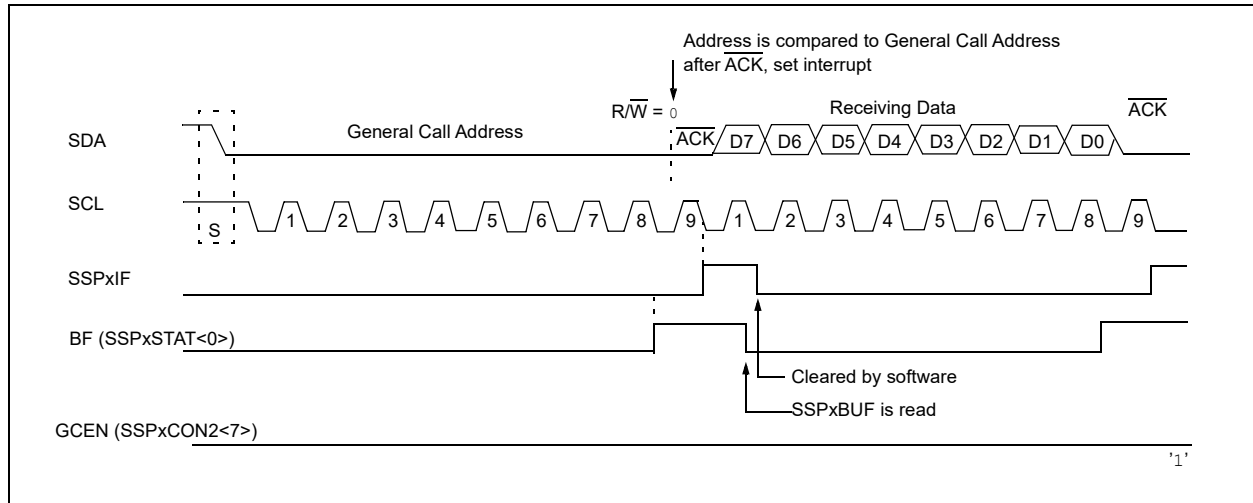 Address is compared to General Call Address
after A̅C̅K̅, set interrupt
R/W̅ = 0
Receiving Data
A̅C̅K̅
SDA
General Call Address
A̅C̅K̅
D7 D6 D5 D4 D3 D2 D1 D0
SCL
S
1 2 3 4 5 6 7 8 9 1 2 3 4 5 6 7 8 9
SSPxIF
BF (SSPxSTAT<0>)
Cleared by software
SSPxBUF is read
GCEN (SSPxCON2<7>)
'1'